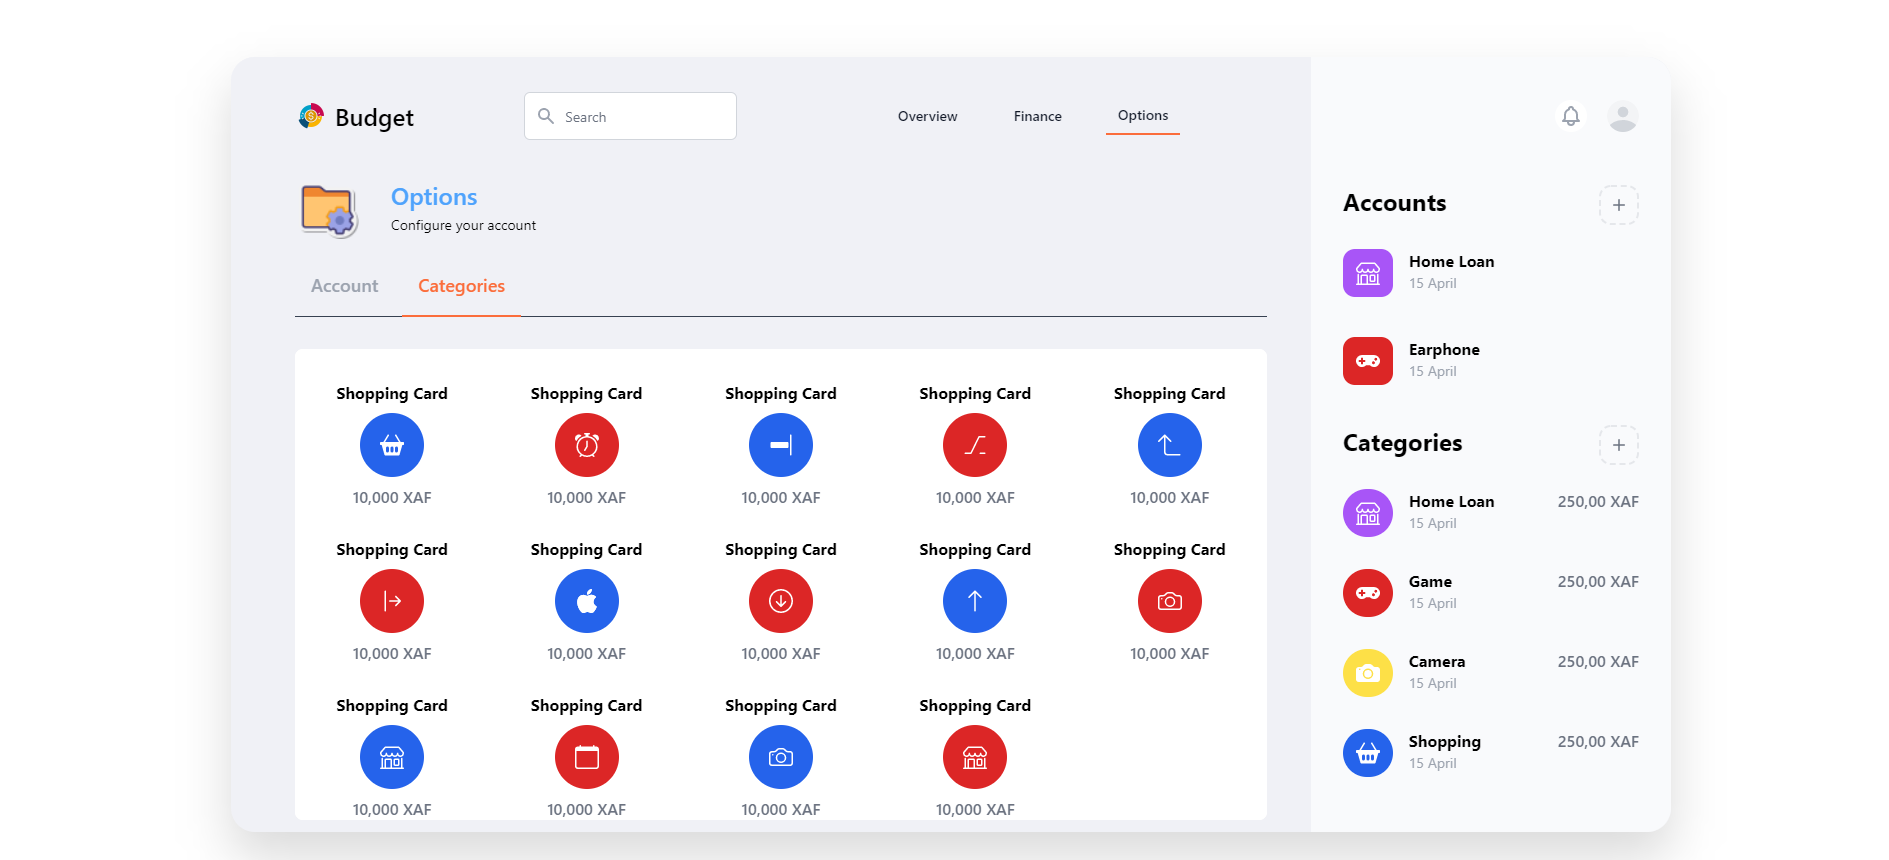 Budget
Search
Overview
Finance
Options
Options
Configure your account
Account
Categories
Shopping Card
Shopping Card
Shopping Card
Shopping Card
Shopping Card
10,000 XAF
10,000 XAF
10,000 XAF
10,000 XAF
10,000 XAF
Shopping Card
Shopping Card
Shopping Card
Shopping Card
Shopping Card
10,000 XAF
10,000 XAF
10,000 XAF
10,000 XAF
10,000 XAF
Shopping Card
Shopping Card
Shopping Card
Shopping Card
10,000 XAF
10,000 XAF
10,000 XAF
10,000 XAF
Accounts
Home Loan
15 April
Earphone
15 April
Categories
Home Loan
250,00 XAF
15 April
Game
250,00 XAF
15 April
Camera
250,00 XAF
15 April
Shopping
250,00 XAF
15 April